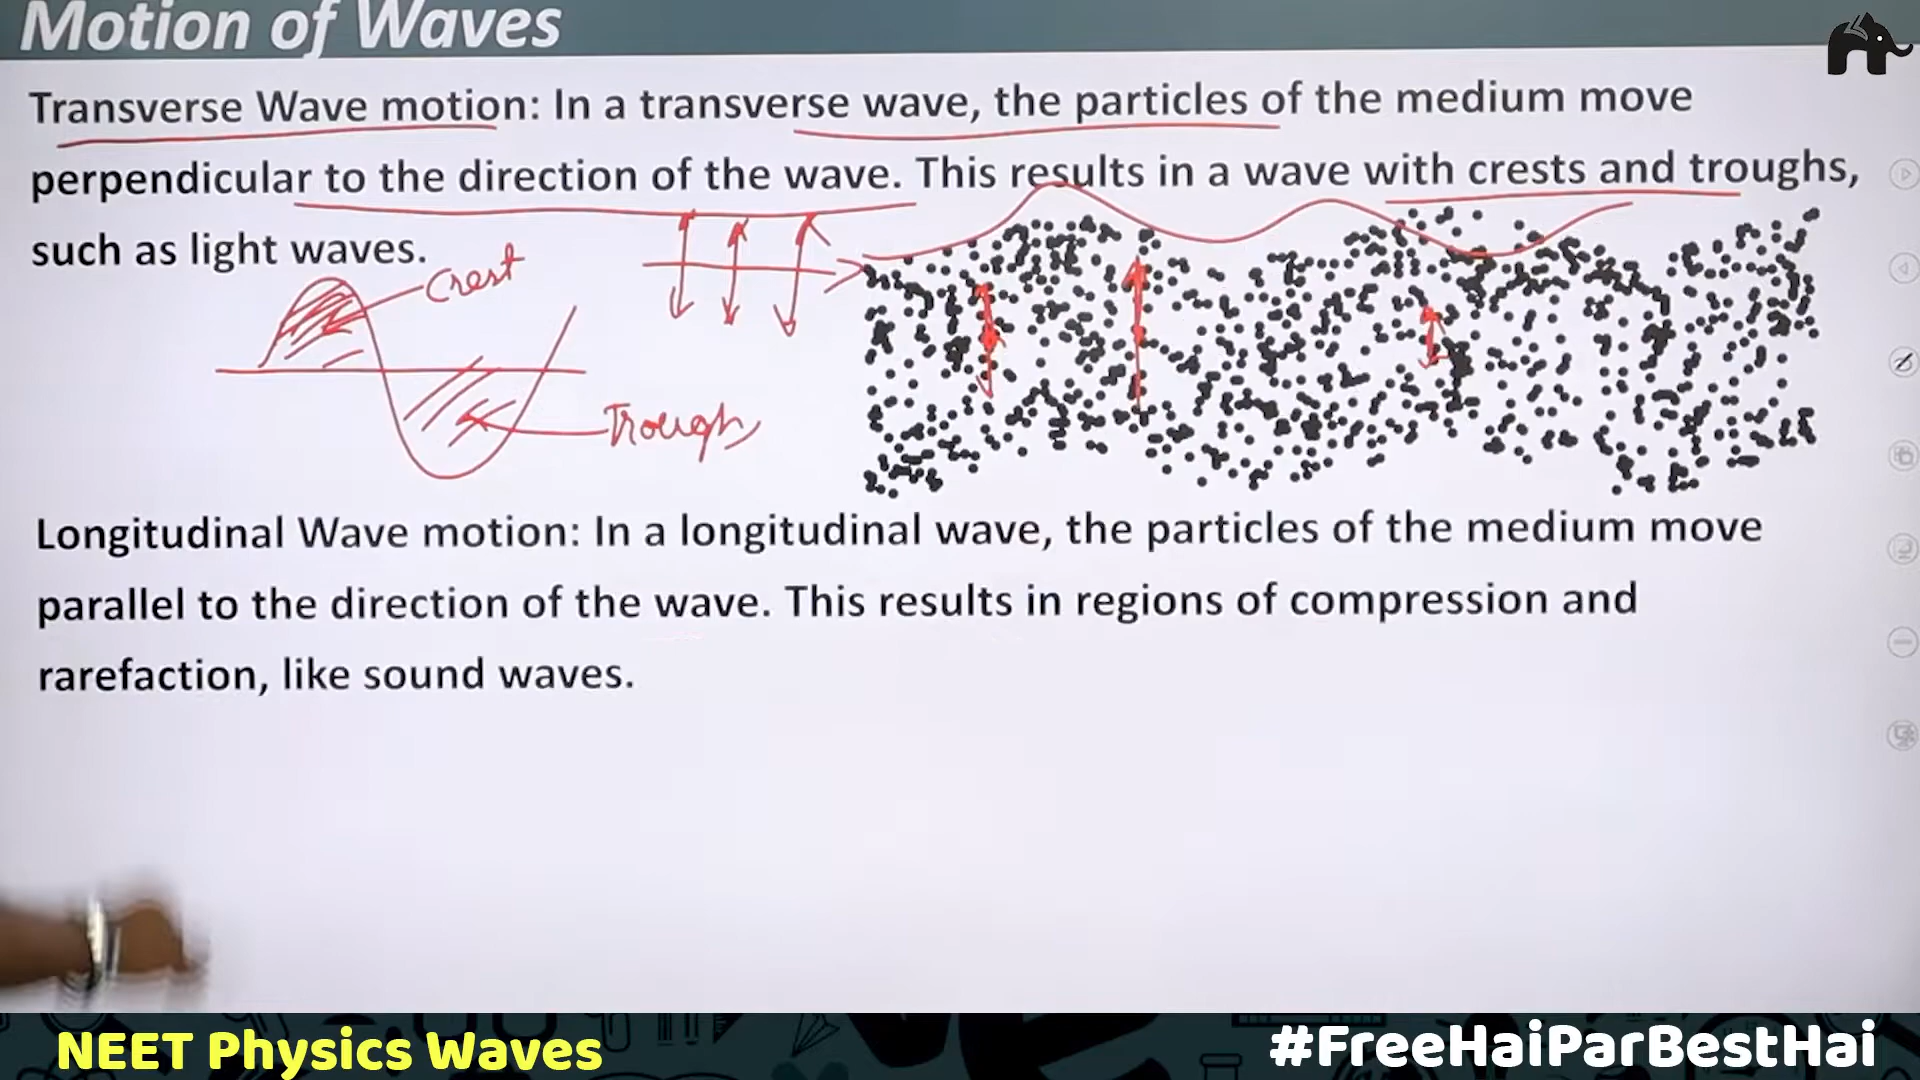 Motion of Waves
Transverse Wave motion: In a transverse wave, the particles of the medium move
perpendicular to the direction of the wave. This results in a wave with crests and troughs,
such as light waves.
Crest
Trough
Longitudinal Wave motion: In a longitudinal wave, the particles of the medium move
parallel to the direction of the wave. This results in regions of compression and
rarefaction, like sound waves.
NEET Physics Waves
#FreeHaiParBestHai